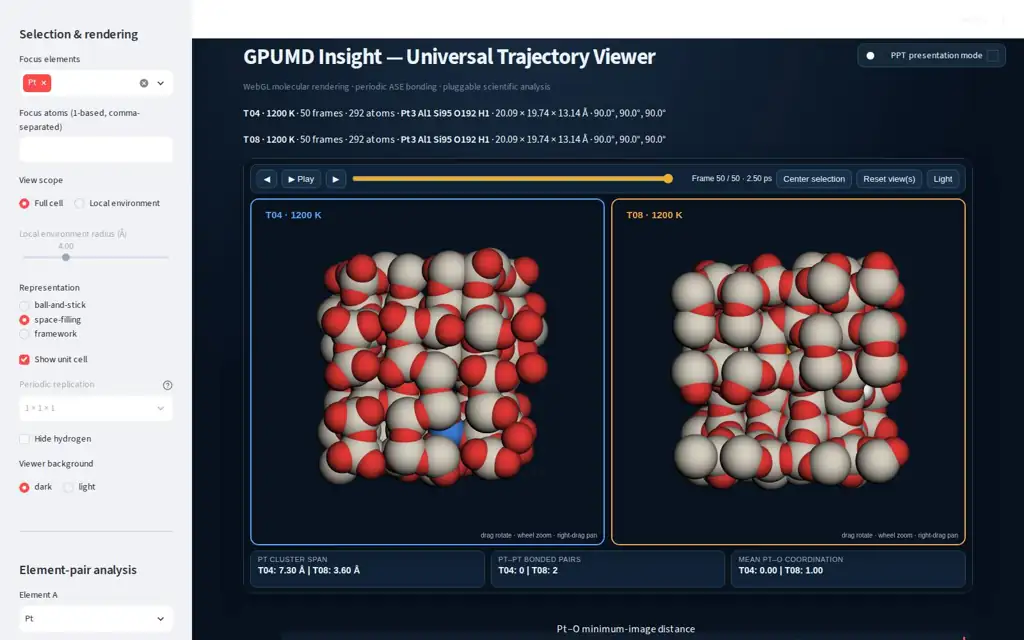 Selection & rendering
Focus elements
Pt ×
Focus atoms (1-based, comma-
separated)
View scope
Full cell
Local environment
Local environment radius (Å)
4.00
Representation
ball-and-stick
space-filling
framework
Show unit cell
Periodic replication
1 × 1 × 1
Hide hydrogen
Viewer background
dark
light
Element-pair analysis
Element A
Pt
GPUMD Insight — Universal Trajectory Viewer
PPT presentation mode
WebGL molecular rendering · periodic ASE bonding · pluggable scientific analysis
T04 · 1200 K · 50 frames · 292 atoms · Pt3 Al1 Si95 O192 H1 · 20.09 × 19.74 × 13.14 Å · 90.0°, 90.0°, 90.0°
T08 · 1200 K · 50 frames · 292 atoms · Pt3 Al1 Si95 O192 H1 · 20.09 × 19.74 × 13.14 Å · 90.0°, 90.0°, 90.0°
◀ ▶ Play ▶ Frame 50 / 50 · 2.50 ps Center selection Reset view(s) Light
T04 · 1200 K
drag rotate · wheel zoom · right-drag pan
T08 · 1200 K
drag rotate · wheel zoom · right-drag pan
PT CLUSTER SPAN
T04: 7.30 Å | T08: 3.60 Å
PT–PT BONDED PAIRS
T04: 0 | T08: 2
MEAN PT–O COORDINATION
T04: 0.00 | T08: 1.00
Pt–O minimum-image distance